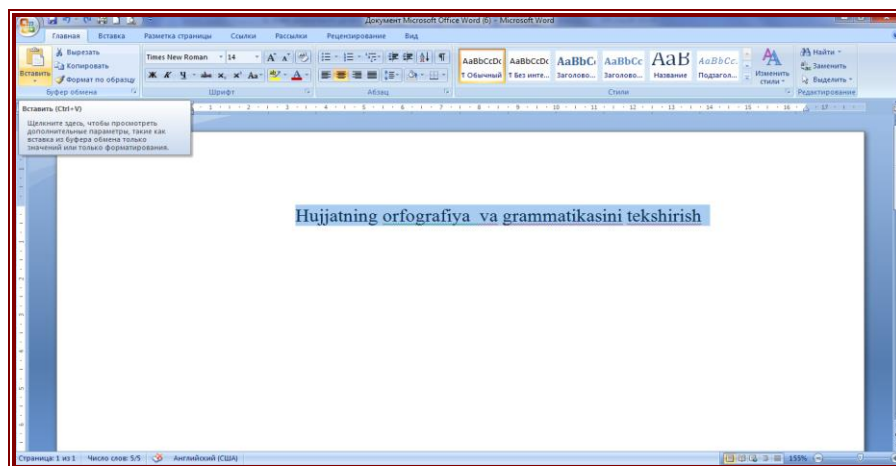 Документ Microsoft Office Word (6) - Microsoft Word
Главная Вставка Разметка страницы Ссылки Рассылки Рецензирование Вид
Вставить
Вырезать
Копировать
Формат по образцу
Буфер обмена
Times New Roman 14
Ж К Ч abc x, x² Aa
Шрифт
Абзац
AaBbCcDc AaBbCcDc AaBbC AaBbCc AaB AaBbCc.
¶ Обычный ¶ Без инте... Заголово... Заголово... Название Подзагол...
Изменить стили
Стили
Найти
Заменить
Выделить
Редактирование
Вставить (Ctrl+V)
Щелкните здесь, чтобы просмотреть
дополнительные параметры, такие как
вставка из буфера обмена только
значений или только форматирования.
Hujjatning orfografiya va grammatikasini tekshirish
Страница: 1 из 1 Число слов: 5/5 Английский (США) 155%